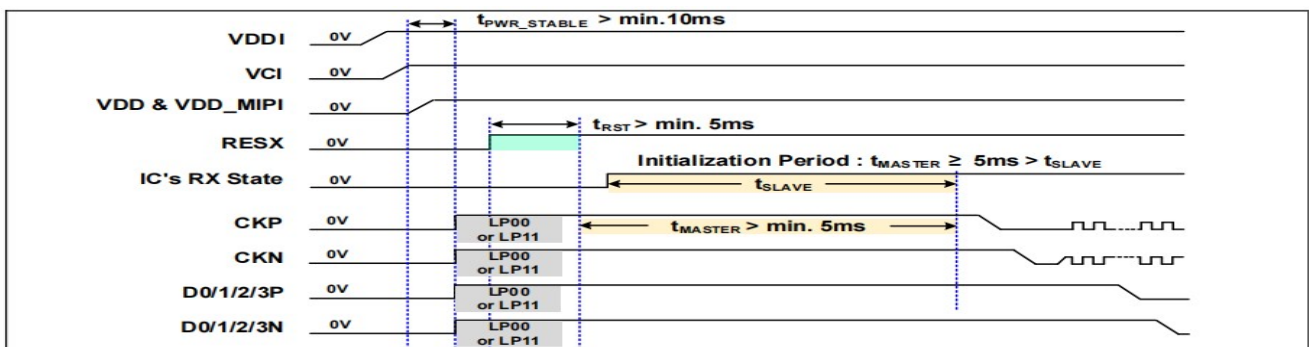 tPWR_STABLE > min.10ms
VDDI 0V
VCI 0V
VDD & VDD_MIPI 0V
tRST > min. 5ms
RESX 0V
Initialization Period : tMASTER ≥ 5ms > tSLAVE
IC's RX State 0V
tSLAVE
CKP 0V LP00
or LP11
tMASTER > min. 5ms
CKN 0V LP00
or LP11
D0/1/2/3P 0V LP00
or LP11
D0/1/2/3N 0V LP00
or LP11